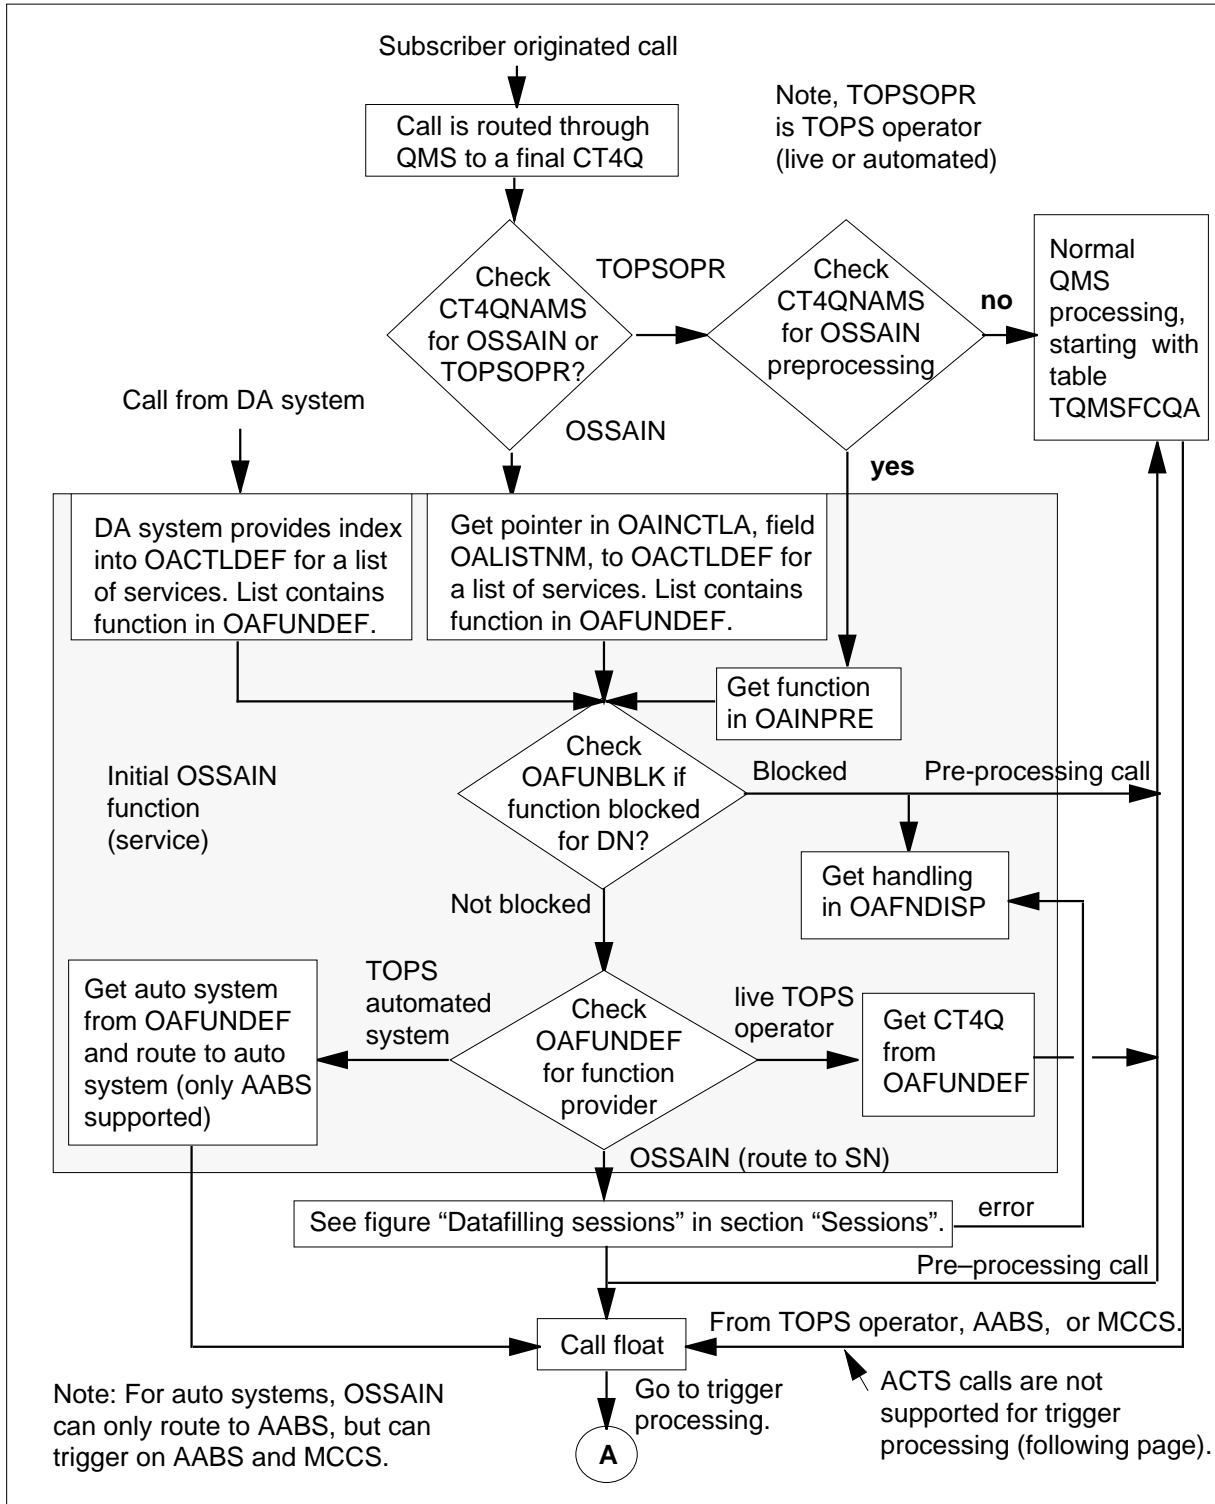 Subscriber originated call
Call is routed through
QMS to a final CT4Q
Note, TOPSOPR
is TOPS operator
(live or automated)
Check
CT4QNAMS
for OSSAIN or
TOPSOPR?
TOPSOPR
Check
CT4QNAMS
for OSSAIN
preprocessing
no
Normal
QMS
processing,
starting with
table
TQMSFCQA
Call from DA system
OSSAIN
yes
DA system provides index
into OACTLDEF for a list
of services. List contains
function in OAFUNDEF.
Get pointer in OAINCTLA, field
OALISTNM, to OACTLDEF for
a list of services. List contains
function in OAFUNDEF.
Get function
in OAINPRE
Initial OSSAIN
function
(service)
Check
OAFUNBLK if
function blocked
for DN?
Blocked
Pre-processing call
Get handling
in OAFNDISP
Not blocked
Get auto system
from OAFUNDEF
and route to auto
system (only AABS
supported)
TOPS
automated
system
Check
OAFUNDEF
for function
provider
live TOPS
operator
Get CT4Q
from
OAFUNDEF
OSSAIN (route to SN)
See figure “Datafilling sessions” in section “Sessions”.
error
Pre–processing call
From TOPS operator, AABS, or MCCS.
Call float
Note: For auto systems, OSSAIN
can only route to AABS, but can
trigger on AABS and MCCS.
Go to trigger
processing.
A
ACTS calls are not
supported for trigger
processing (following page).